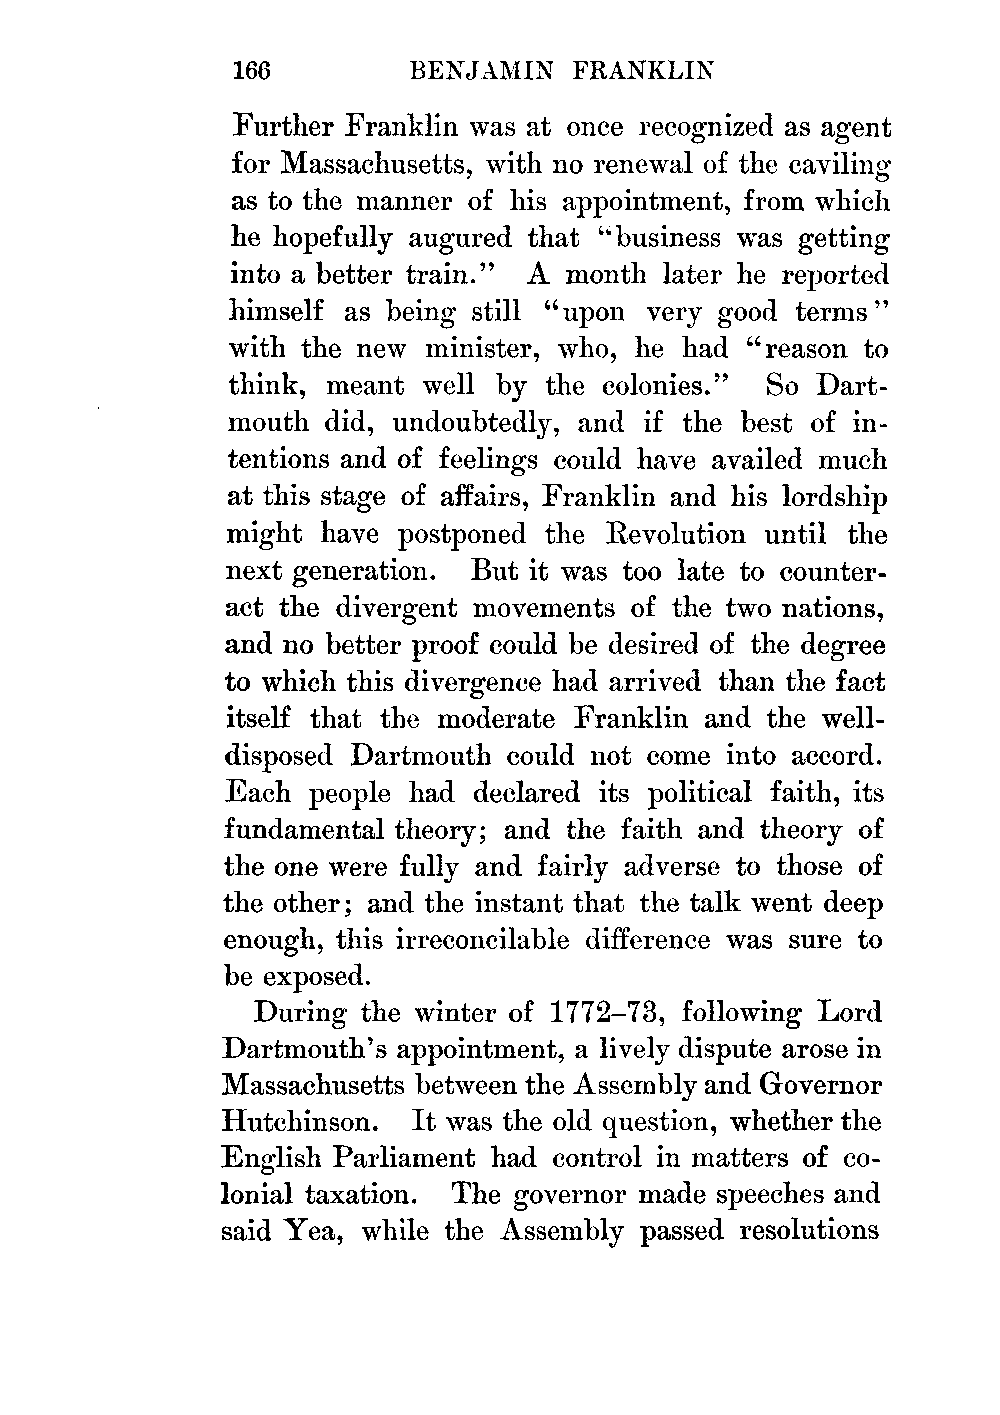 166 BENJAMIN FRANKLIN
Further Franklin was at once recognized as agent
for Massachusetts, with no renewal of the caviling
as to the manner of his appointment, from which
he hopefully augured that “business was getting
into a better train.” A month later he reported
himself as being still “upon very good terms”
with the new minister, who, he had “reason to
think, meant well by the colonies.” So Dart-
mouth did, undoubtedly, and if the best of in-
tentions and of feelings could have availed much
at this stage of affairs, Franklin and his lordship
might have postponed the Revolution until the
next generation. But it was too late to counter-
act the divergent movements of the two nations,
and no better proof could be desired of the degree
to which this divergence had arrived than the fact
itself that the moderate Franklin and the well-
disposed Dartmouth could not come into accord.
Each people had declared its political faith, its
fundamental theory; and the faith and theory of
the one were fully and fairly adverse to those of
the other; and the instant that the talk went deep
enough, this irreconcilable difference was sure to
be exposed.
During the winter of 1772–73, following Lord
Dartmouth’s appointment, a lively dispute arose in
Massachusetts between the Assembly and Governor
Hutchinson. It was the old question, whether the
English Parliament had control in matters of co-
lonial taxation. The governor made speeches and
said Yea, while the Assembly passed resolutions